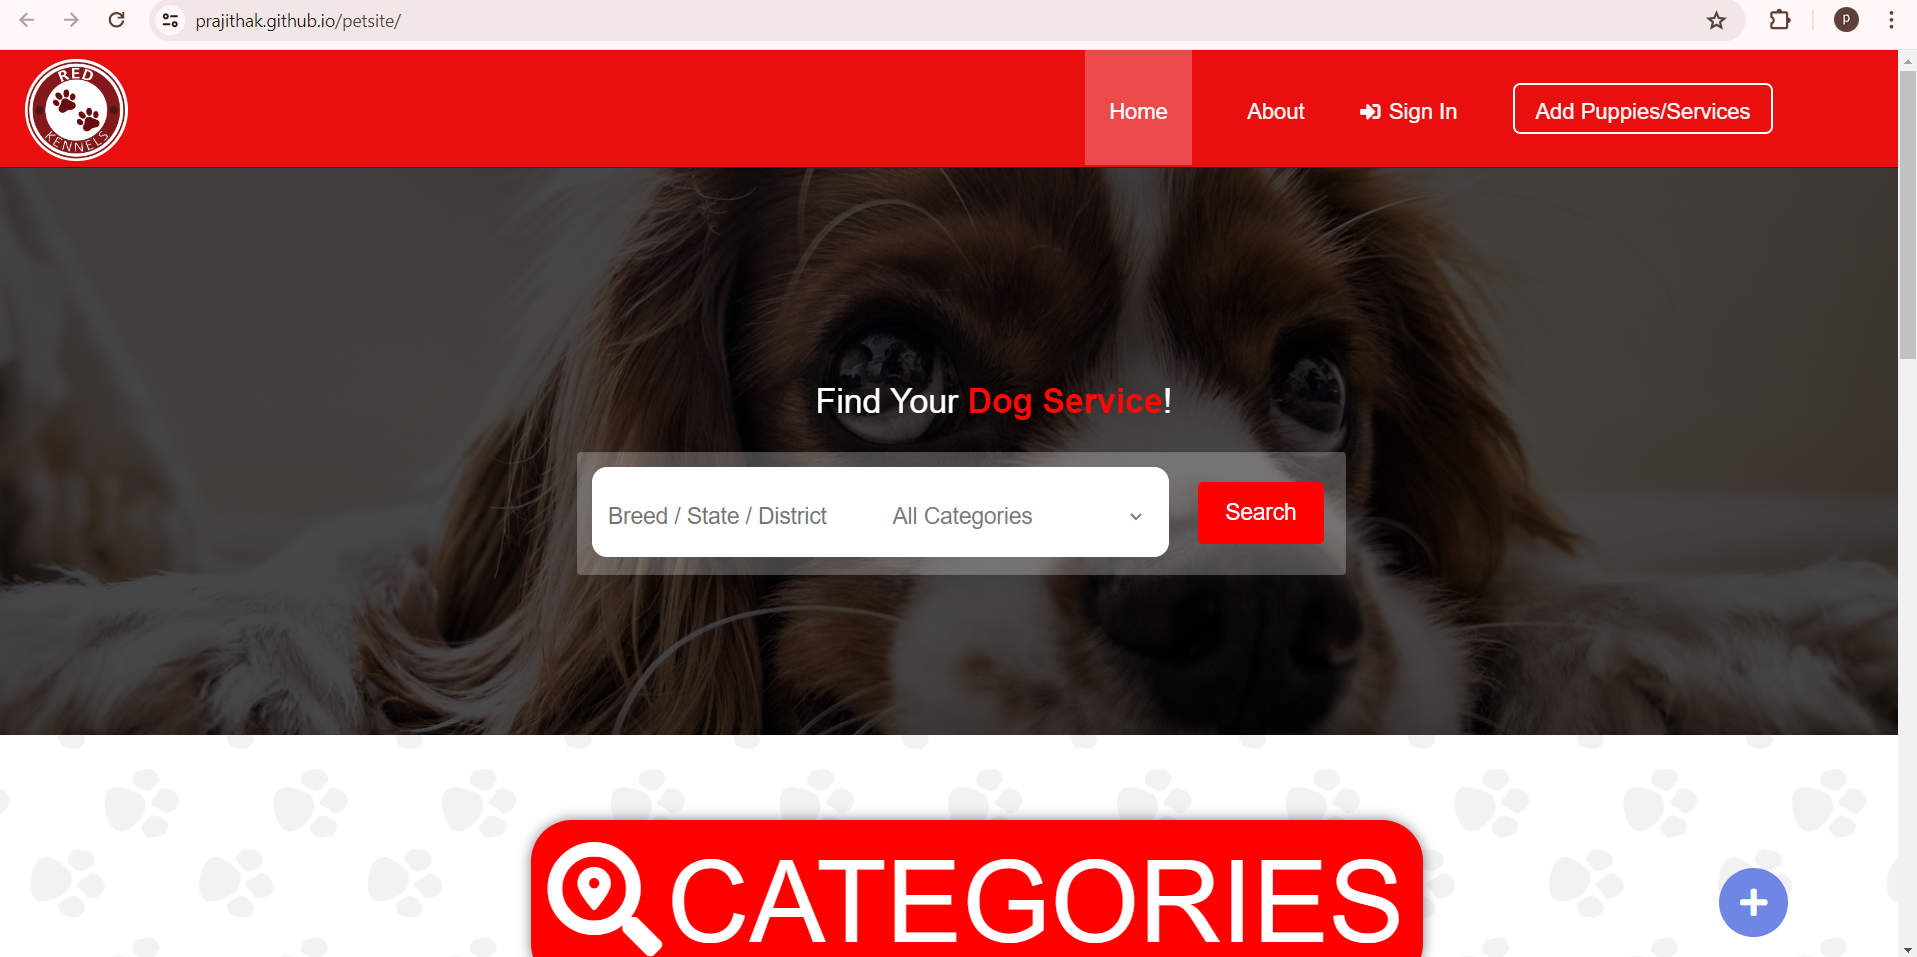 prajithak.github.io/petsite/
P
RED
KENNELS
Home
About
Sign In
Add Puppies/Services
Find Your Dog Service!
Breed / State / District
All Categories
Search
CATEGORIES